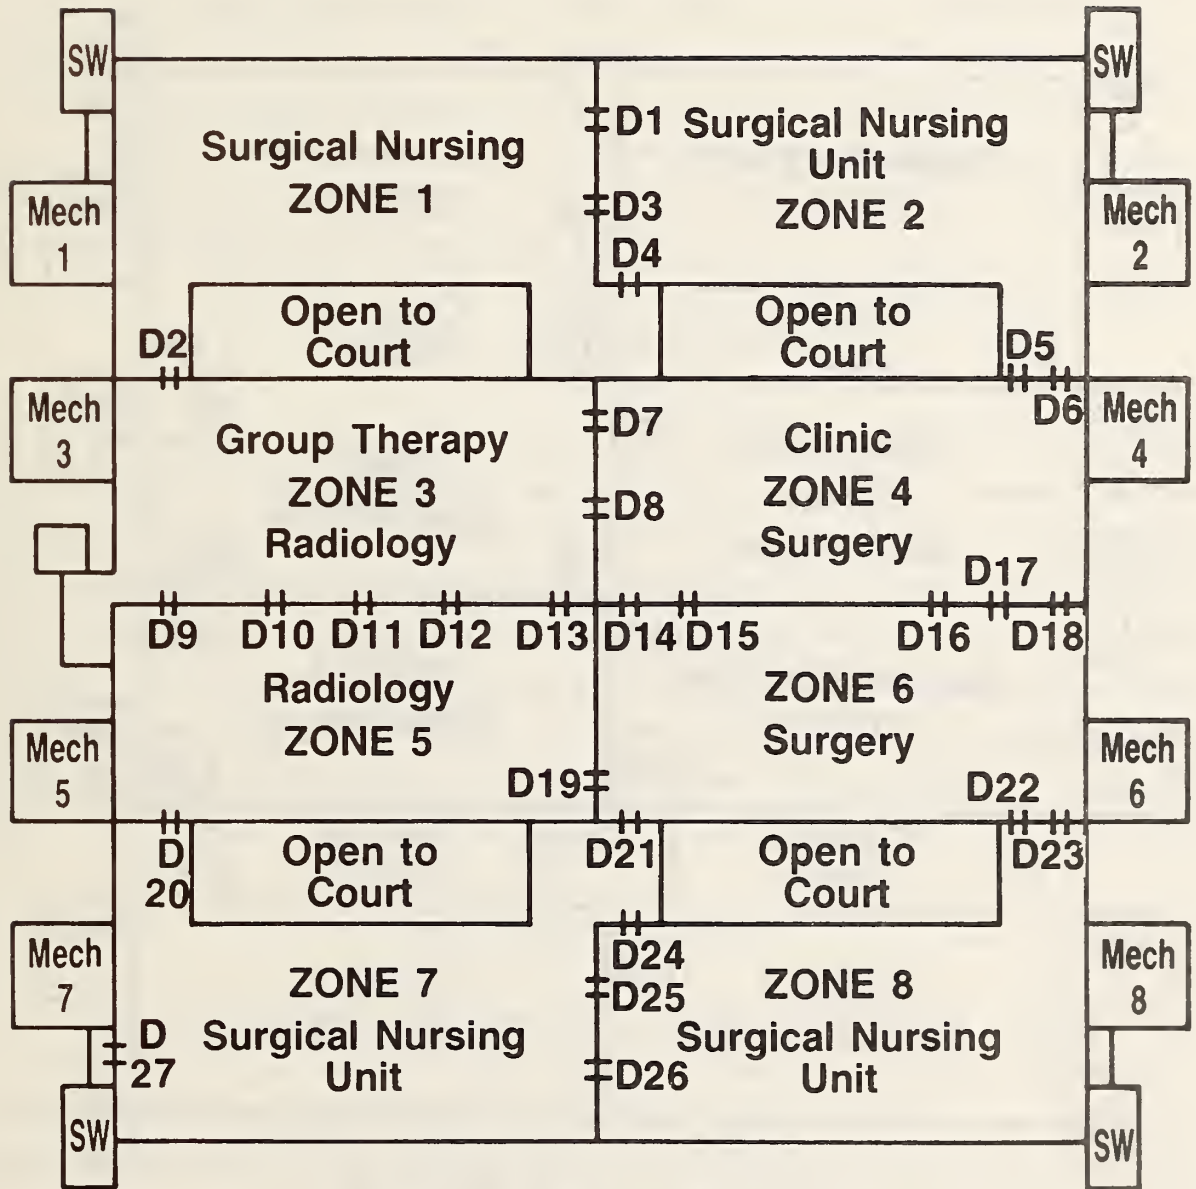 SW
SW
Surgical Nursing
ZONE 1
D1
Surgical Nursing
Unit
ZONE 2
D3
D4
Mech
1
Mech
2
Open to
Court
Open to
Court
D2
D5
D6
Mech
3
Mech
4
Group Therapy
ZONE 3
Radiology
D7
D8
Clinic
ZONE 4
Surgery
D17
D9
D10
D11
D12
D13
D14
D15
D16
D18
Radiology
ZONE 5
ZONE 6
Surgery
Mech
5
Mech
6
D19
D22
D
20
Open to
Court
D21
Open to
Court
D23
Mech
7
Mech
8
ZONE 7
Surgical Nursing
Unit
D24
D25
ZONE 8
Surgical Nursing
Unit
D26
D
27
SW
SW